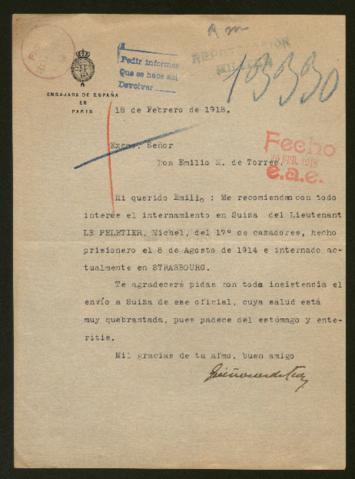 Pedir informes
Que se hace así
Devolver
13330
EMBAJADA DE ESPAÑA
EN
PARIS
18 de Febrero de 1918.
Excmo. Señor
Don Emilio M. de Torres.
Fecho
1918
e.a.e.
Mi querido Emilio : Me recomiendan con todo
interés el internamiento en Suiza del Lieutenant
LE PELETIER, Michel, del 17º de cazadores, hecho
prisionero el 8 de Agosto de 1914 e internado ac-
tualmente en STRASBOURG.
Te agradeceré pidas con toda insistencia el
envío a Suiza de ese oficial, cuya salud está
muy quebrantada, pues padece del estómago y ente-
ritis.
Mil gracias de tu afmo. buen amigo